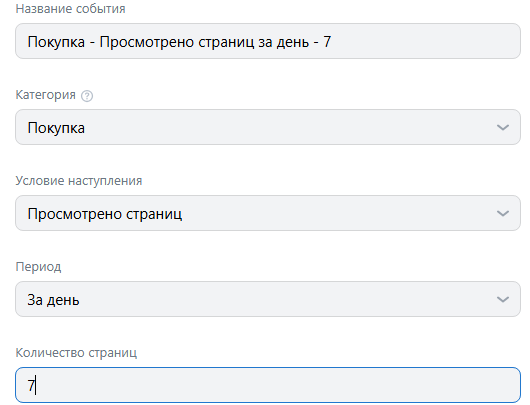 Название события
Покупка - Просмотрено страниц за день - 7
Категория ?
Покупка
Условие наступления
Просмотрено страниц
Период
За день
Количество страниц
7